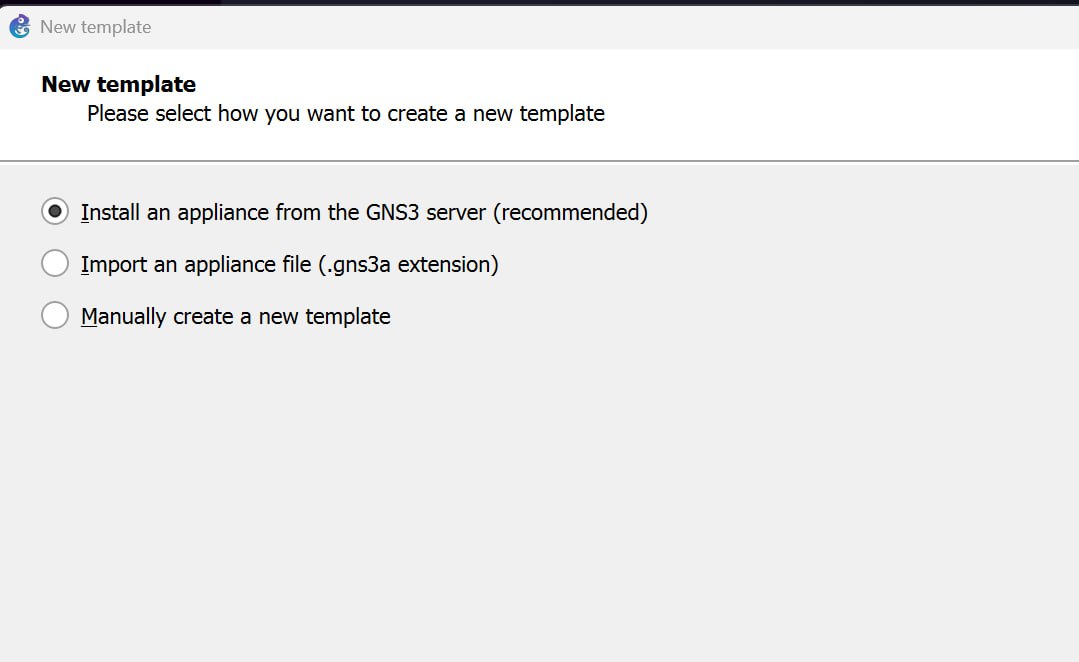 New template
New template
Please select how you want to create a new template
Install an appliance from the GNS3 server (recommended)
Import an appliance file (.gns3a extension)
Manually create a new template